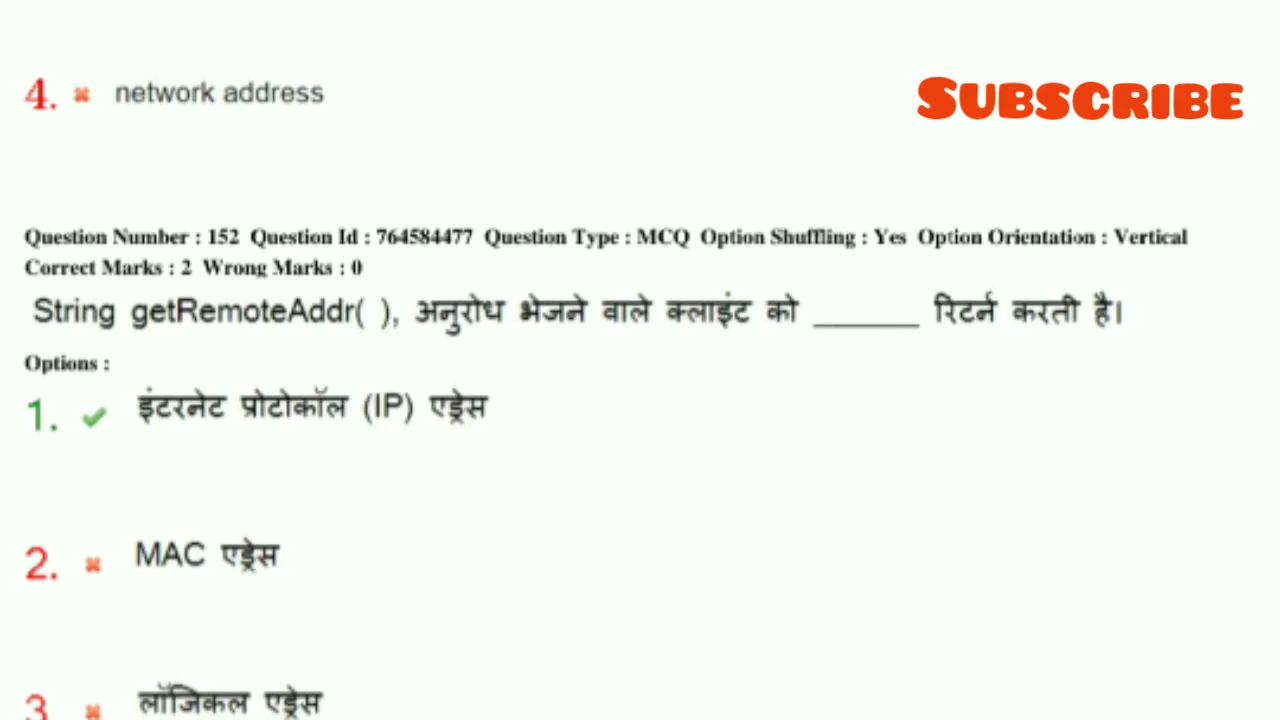 4. network address
SUBSCRIBE
Question Number : 152 Question Id : 764584477 Question Type : MCQ Option Shuffling : Yes Option Orientation : Vertical
Correct Marks : 2 Wrong Marks : 0
String getRemoteAddr( ), अनुरोध भेजने वाले क्लाइंट को ______ रिटर्न करती है।
Options :
1. इंटरनेट प्रोटोकॉल (IP) एड्रेस
2. MAC एड्रेस
3. लॉजिकल एड्रेस